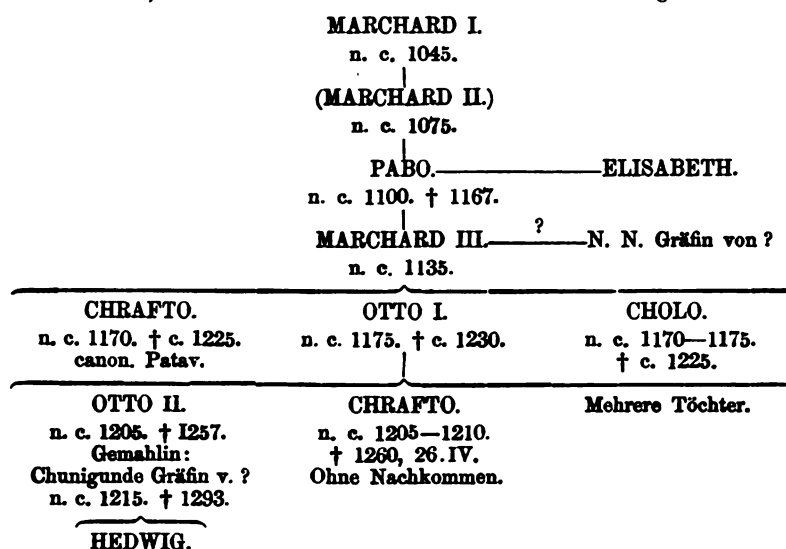 MARCHARD I.
n. c. 1045.
(MARCHARD II.)
n. c. 1075.
PABO. ELISABETH.
n. c. 1100. † 1167.
MARCHARD III. ? N. N. Gräfin von ?
n. c. 1135.
CHRAFTO. OTTO I. CHOLO.
n. c. 1170. † c. 1225. n. c. 1175. † c. 1230. n. c. 1170—1175.
canon. Patav. † c. 1225.
OTTO II. CHRAFTO. Mehrere Töchter.
n. c. 1205. † 1257. n. c. 1205—1210.
Gemahlin: † 1260, 26.IV.
Chunigunde Gräfin v. ? Ohne Nachkommen.
n. c. 1215. † 1293.
HEDWIG.